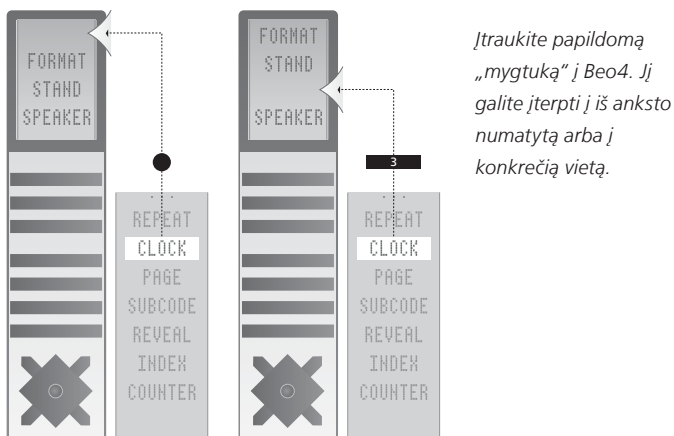 FORMAT
STAND
SPEAKER
. . .
REPEAT
CLOCK
PAGE
SUBCODE
REVEAL
INDEX
COUNTER
FORMAT
STAND
SPEAKER
3
. . .
REPEAT
CLOCK
PAGE
SUBCODE
REVEAL
INDEX
COUNTER
Įtraukite papildomą
„mygtuką“ į Beo4. Jį
galite įterpti į iš anksto
numatytą arba į
konkrečią vietą.